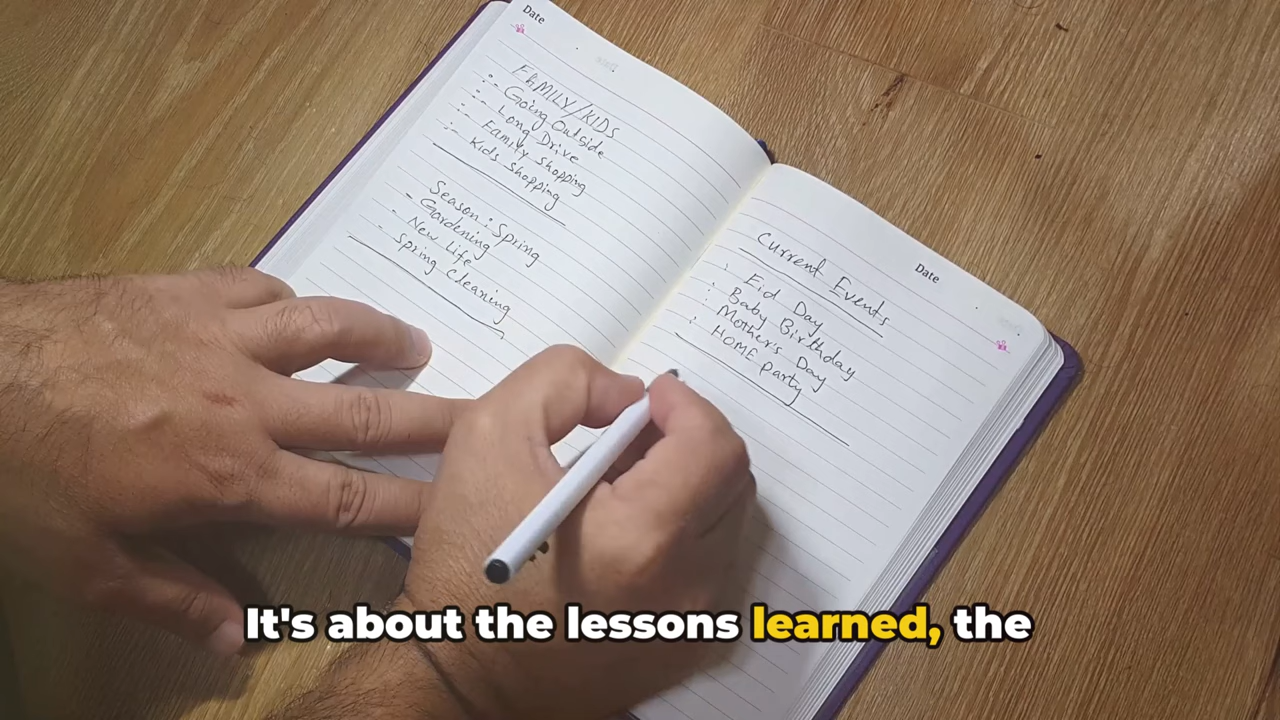 Date
FAMILY/KIDS
:- Going Outside
:- Long Drive
:- Family Shopping
:- Kids Shopping
Season: Spring
- Gardening
- New Life
- Spring Cleaning
Date
Current Events
: Eid Day
: Baby Birthday
: Mother's Day
: HOME party
It's about the lessons learned, the